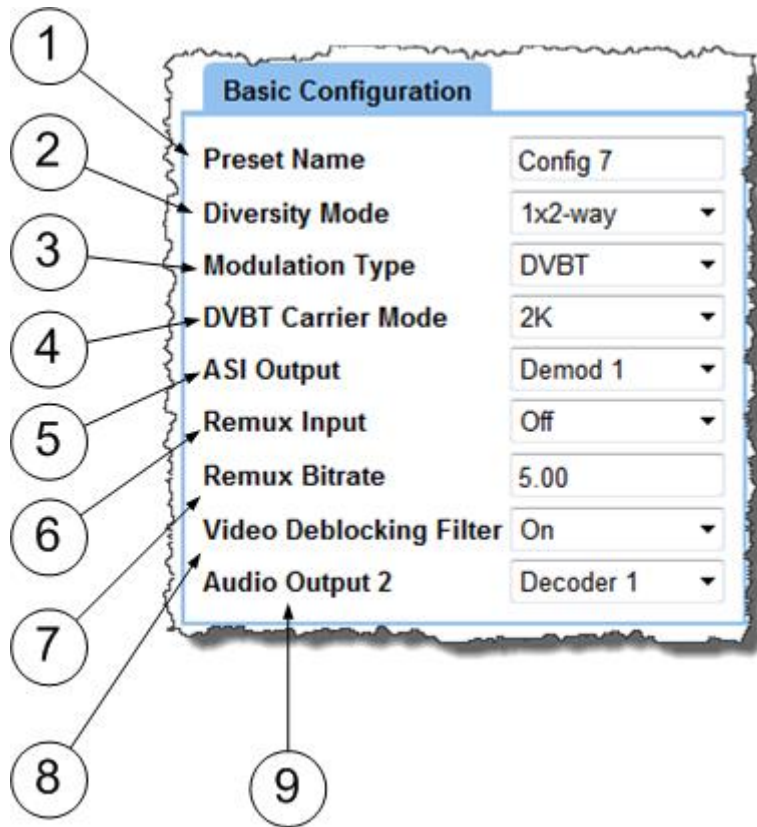 1
Basic Configuration
2
Preset Name Config 7
Diversity Mode 1x2-way
3
Modulation Type DVBT
4
DVBT Carrier Mode 2K
5
ASI Output Demod 1
6
Remux Input Off
7
Remux Bitrate 5.00
8
Video Deblocking Filter On
9
Audio Output 2 Decoder 1